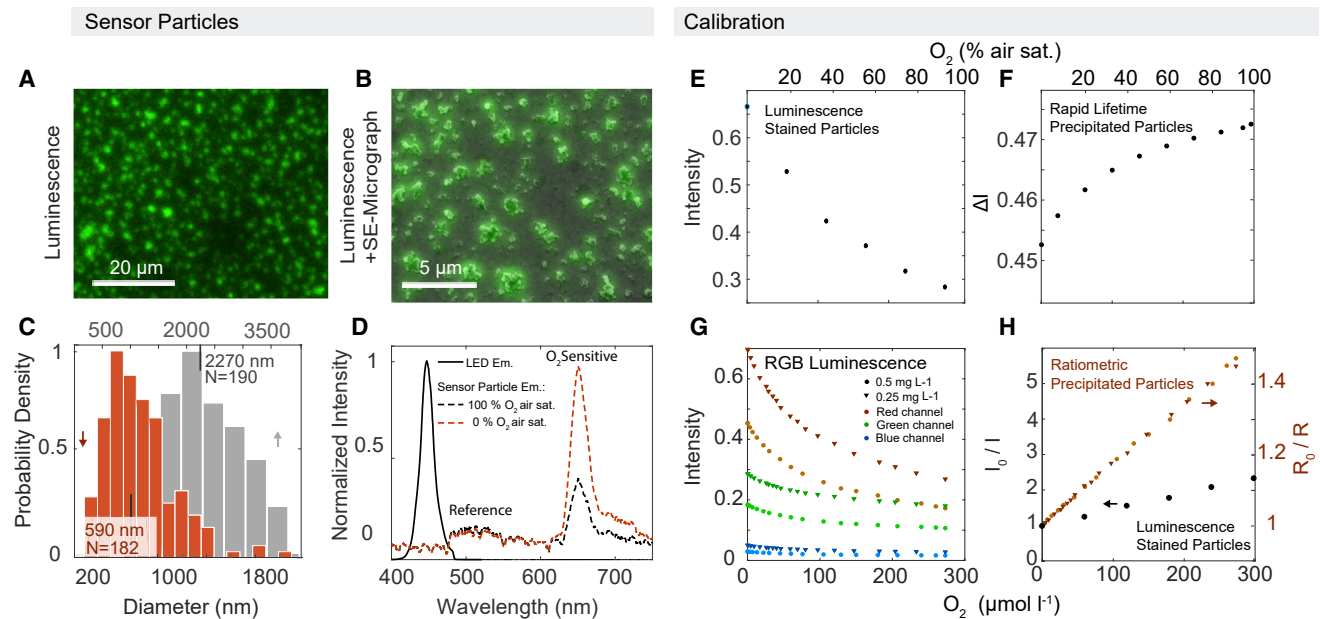 Sensor Particles
Calibration
A
Luminescence
20 µm
B
Luminescence
+SE-Micrograph
5 µm
C
500 2000 3500
Probability Density
1
0.5
0
2270 nm
N=190
590 nm
N=182
200 1000 1800
Diameter (nm)
D
Normalized Intensity
1
0.5
0
LED Em.
Sensor Particle Em.:
100 % O2 air sat.
0 % O2 air sat.
O2Sensitive
Reference
400 500 600 700
Wavelength (nm)
O2 (% air sat.)
E
20 40 60 80 100
Intensity
0.6
0.5
0.4
0.3
Luminescence
Stained Particles
F
20 40 60 80 100
ΔI
0.47
0.46
0.45
Rapid Lifetime
Precipitated Particles
G
Intensity
0.6
0.4
0.2
0.0
RGB Luminescence
0.5 mg L-1
0.25 mg L-1
Red channel
Green channel
Blue channel
0 100 200 300
H
I0 / I
5
4
3
2
1
0
Ratiometric
Precipitated Particles
Luminescence
Stained Particles
1.4
1.2
1
R0 / R
0 100 200 300
O2 (µmol l-1)